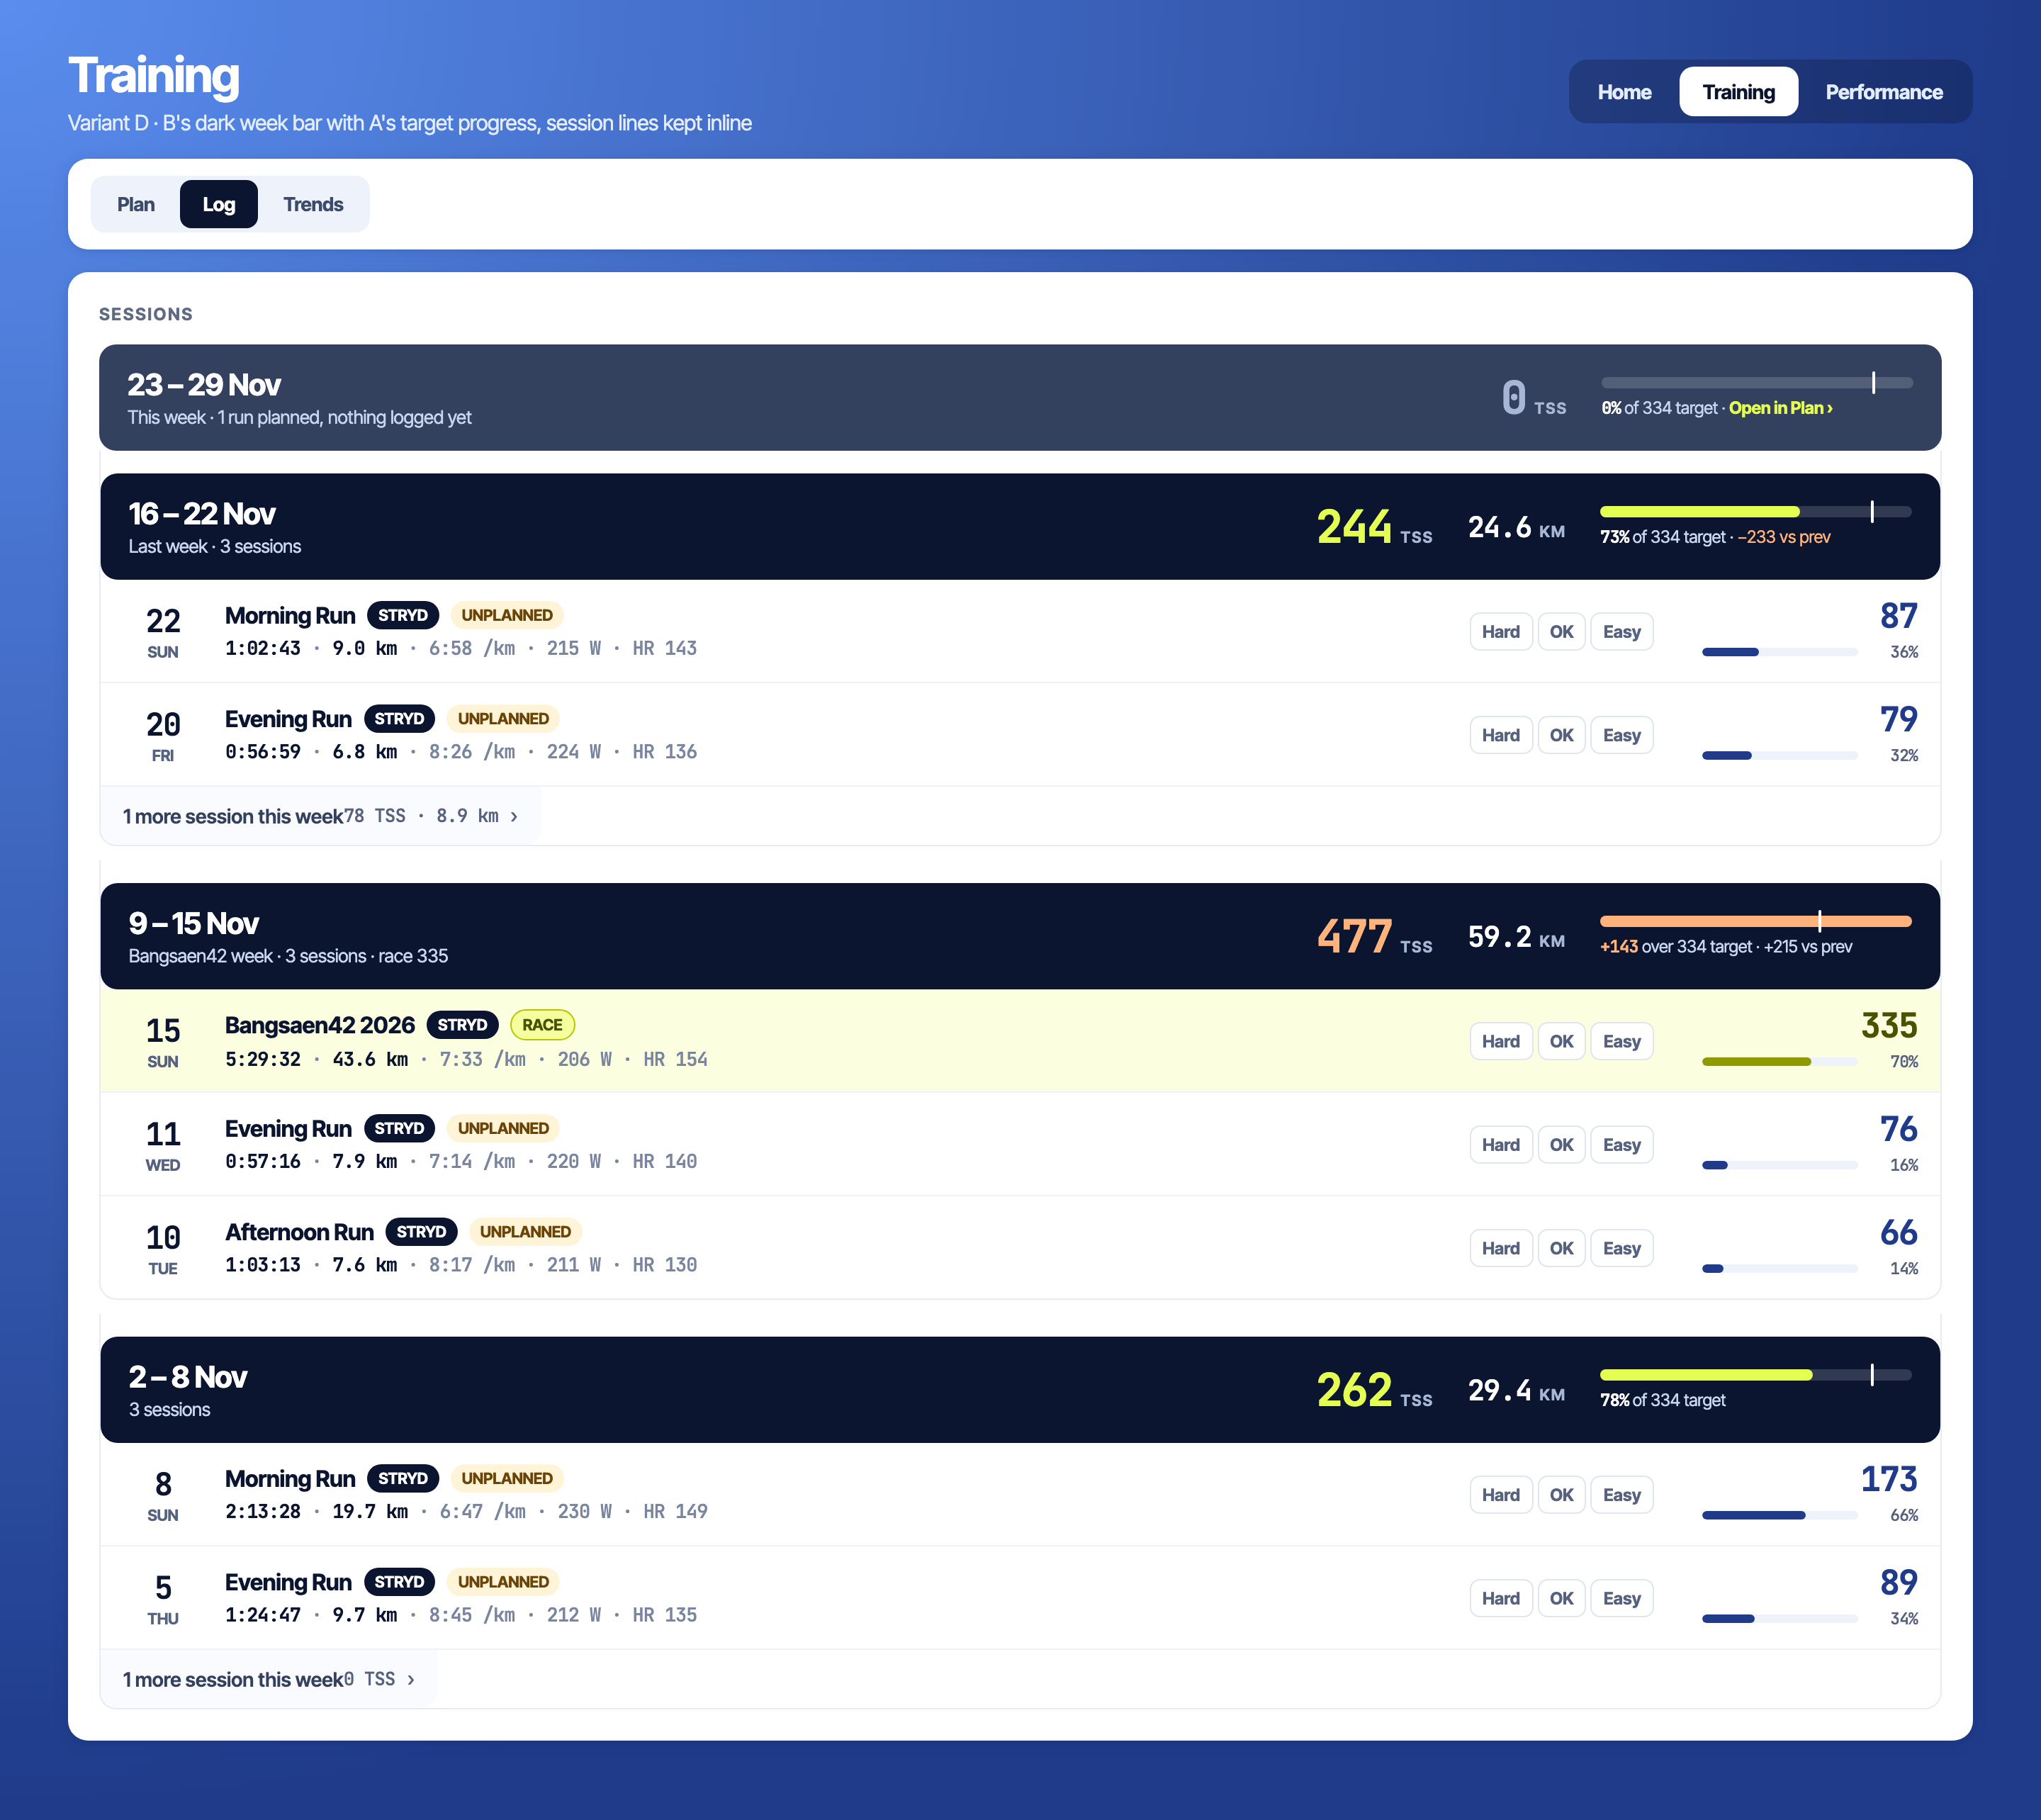 Training
Variant D · B's dark week bar with A's target progress, session lines kept inline
Home Training Performance
Plan Log Trends
SESSIONS
23 – 29 Nov
This week · 1 run planned, nothing logged yet
0 TSS
0% of 334 target · Open in Plan ›
16 – 22 Nov
Last week · 3 sessions
244 TSS 24.6 KM
73% of 334 target · −233 vs prev
22 SUN
Morning Run STRYD UNPLANNED
1:02:43 · 9.0 km · 6:58 /km · 215 W · HR 143
Hard OK Easy
87
36%
20 FRI
Evening Run STRYD UNPLANNED
0:56:59 · 6.8 km · 8:26 /km · 224 W · HR 136
Hard OK Easy
79
32%
1 more session this week78 TSS · 8.9 km ›
9 – 15 Nov
Bangsaen42 week · 3 sessions · race 335
477 TSS 59.2 KM
+143 over 334 target · +215 vs prev
15 SUN
Bangsaen42 2026 STRYD RACE
5:29:32 · 43.6 km · 7:33 /km · 206 W · HR 154
Hard OK Easy
335
70%
11 WED
Evening Run STRYD UNPLANNED
0:57:16 · 7.9 km · 7:14 /km · 220 W · HR 140
Hard OK Easy
76
16%
10 TUE
Afternoon Run STRYD UNPLANNED
1:03:13 · 7.6 km · 8:17 /km · 211 W · HR 130
Hard OK Easy
66
14%
2 – 8 Nov
3 sessions
262 TSS 29.4 KM
78% of 334 target
8 SUN
Morning Run STRYD UNPLANNED
2:13:28 · 19.7 km · 6:47 /km · 230 W · HR 149
Hard OK Easy
173
66%
5 THU
Evening Run STRYD UNPLANNED
1:24:47 · 9.7 km · 8:45 /km · 212 W · HR 135
Hard OK Easy
89
34%
1 more session this week0 TSS ›